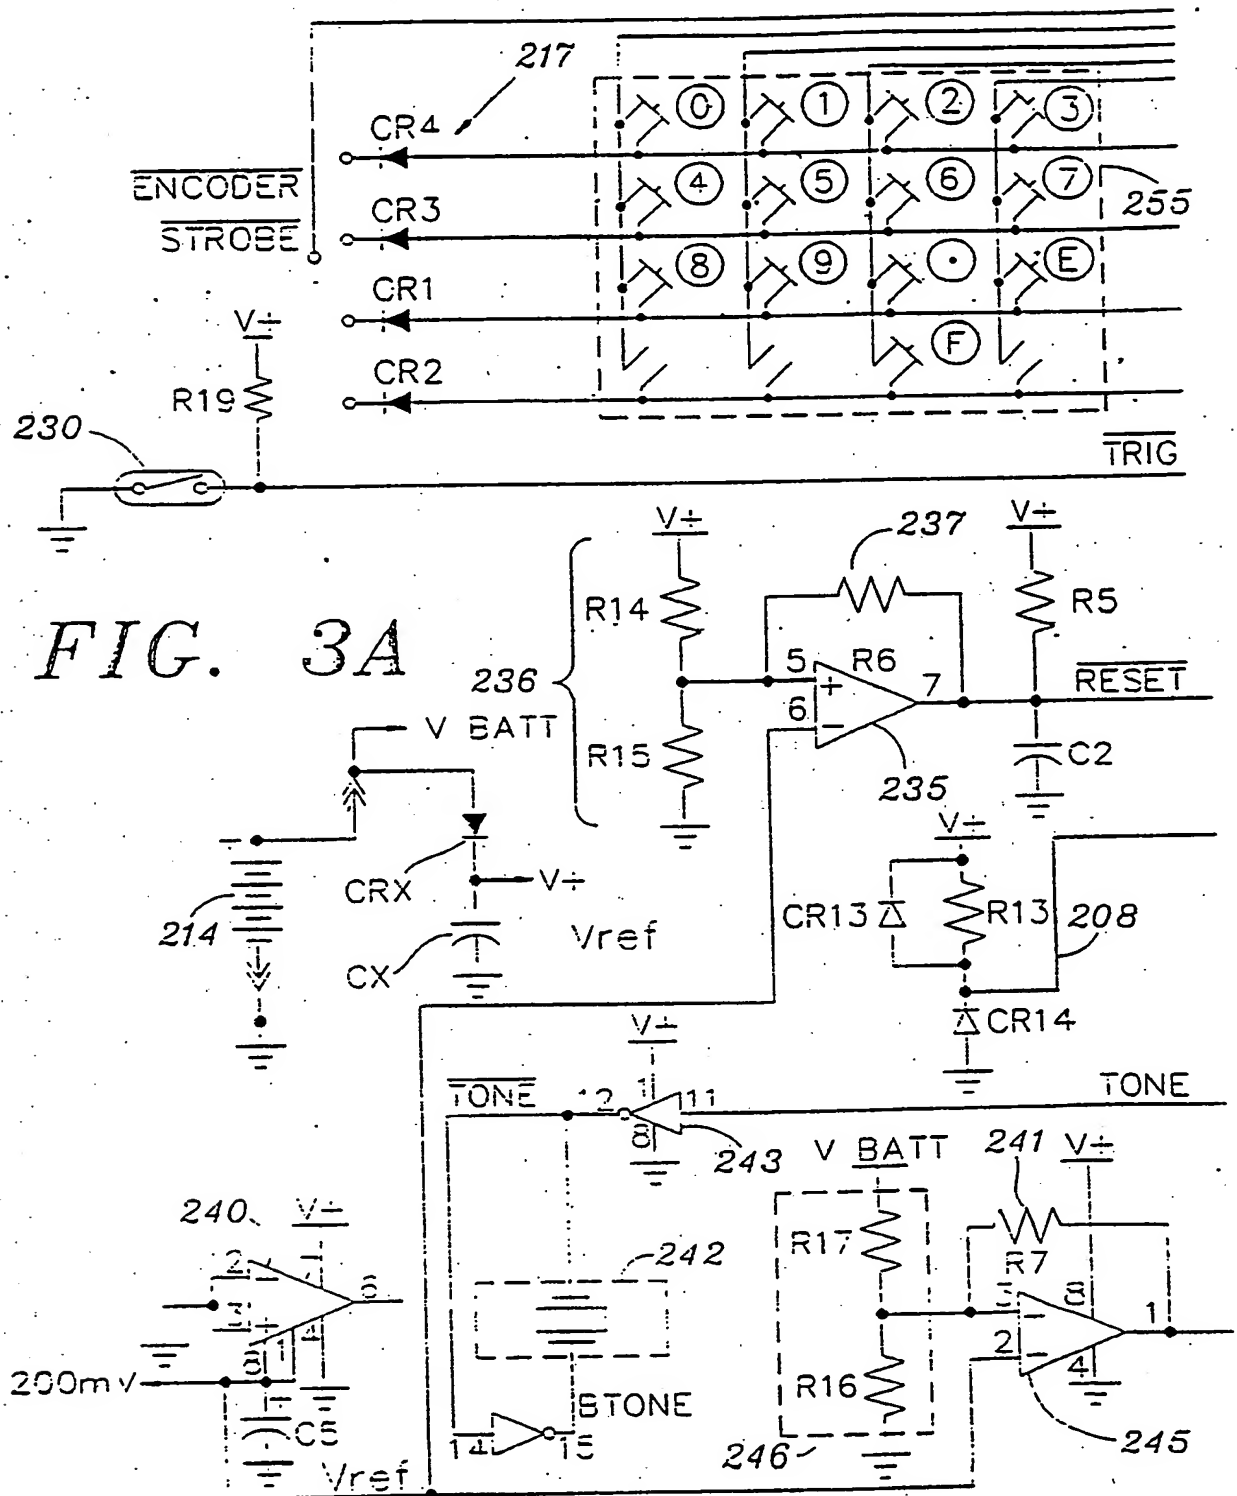 217
0 1 2 3
CR4
ENCODER
4 5 6 7
255
CR3
STROBE
8 9 • E
CR1
V+
F
CR2
R19
230
TRIG
V+
237
V+
R14
R5
FIG. 3A
236
5
R6
7
RESET
6
V BATT
R15
C2
235
V+
CRX
V+
CR13
R13
208
214
Vref
CX
CR14
V+
TONE
12
1
11
TONE
8
243
V BATT
241
V+
240
V+
R17
242
R7
2
7
6
3
8
1
2
1
4
R16
4
8
200mV
BTONE
C5
14
15
246
245
Vref